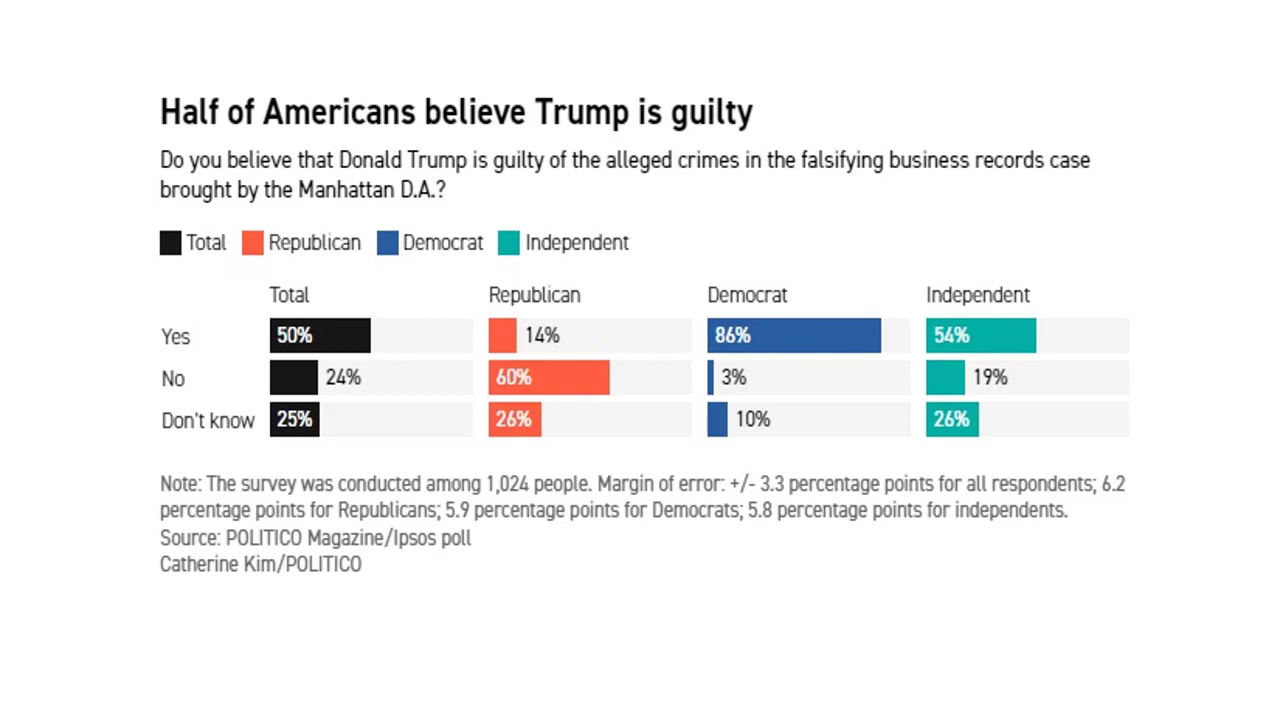 Half of Americans believe Trump is guilty
Do you believe that Donald Trump is guilty of the alleged crimes in the falsifying business records case
brought by the Manhattan D.A.?
Total Republican Democrat Independent
Total Republican Democrat Independent
Yes 50% 14% 86% 54%
No 24% 60% 3% 19%
Don't know 25% 26% 10% 26%
Note: The survey was conducted among 1,024 people. Margin of error: +/- 3.3 percentage points for all respondents; 6.2
percentage points for Republicans; 5.9 percentage points for Democrats; 5.8 percentage points for independents.
Source: POLITICO Magazine/Ipsos poll
Catherine Kim/POLITICO